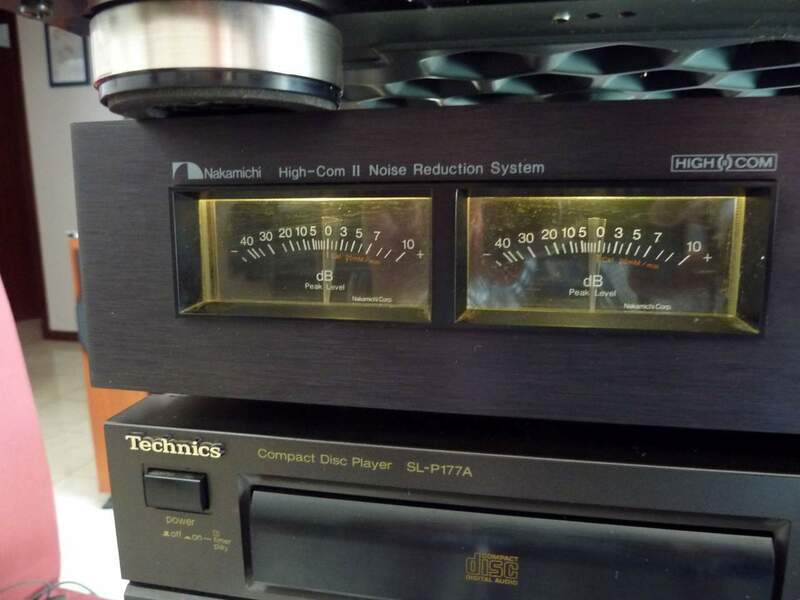 Nakamichi High-Com II Noise Reduction System
HIGH COM
– 40 30 20 10 5 0 3 5 7 10 +
dB
Peak Level
Nakamichi Corp.
– 40 30 20 10 5 0 3 5 7 10 +
dB
Peak Level
Nakamichi Corp.
Technics
Compact Disc Player SL-P177A
power
off on
timer
play
COMPACT
disc
DIGITAL AUDIO